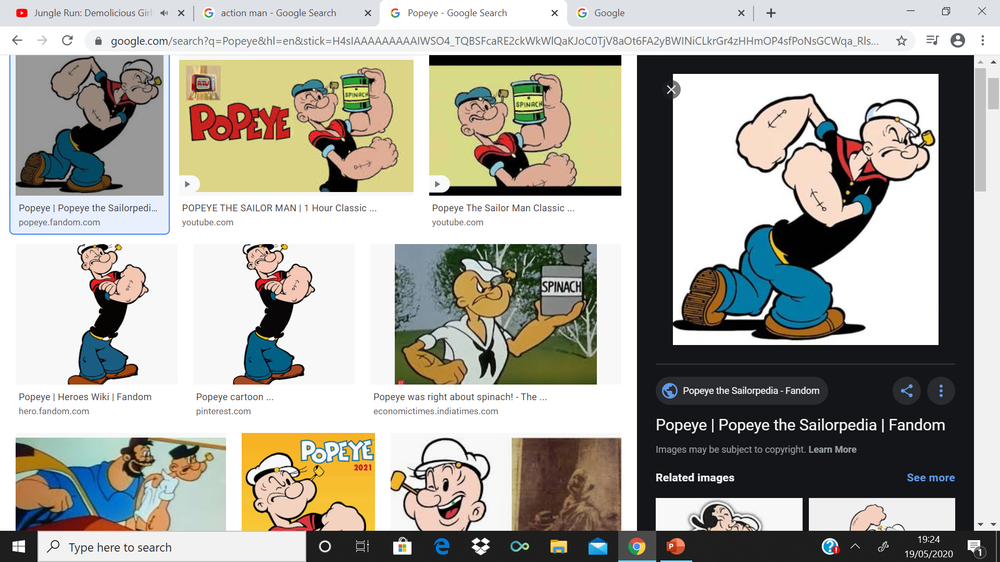 Jungle Run: Demolicious Girls
action man - Google Search
Popeye - Google Search
Google
google.com/search?q=Popeye&hl=en&stick=H4sIAAAAAAAAAIWSO4_TQBSFcaRE2ckWkWlQaKJoC0TjV8aOt6FA2yBWINiCLkrGr4zHHmOP4sfPoNsGCWqa_Rls...
POPEYE
SPINACH
SPINACH
Popeye | Popeye the Sailorpedi...
popeye.fandom.com
POPEYE THE SAILOR MAN | 1 Hour Classic ...
youtube.com
Popeye The Sailor Man Classic ...
youtube.com
SPINACH
Popeye | Heroes Wiki | Fandom
hero.fandom.com
Popeye cartoon ...
pinterest.com
Popeye was right about spinach! - The ...
economictimes.indiatimes.com
POPEYE
2021
Popeye the Sailorpedia - Fandom
Popeye | Popeye the Sailorpedia | Fandom
Images may be subject to copyright. Learn More
Related images
See more
Type here to search
19:24
19/05/2020
1